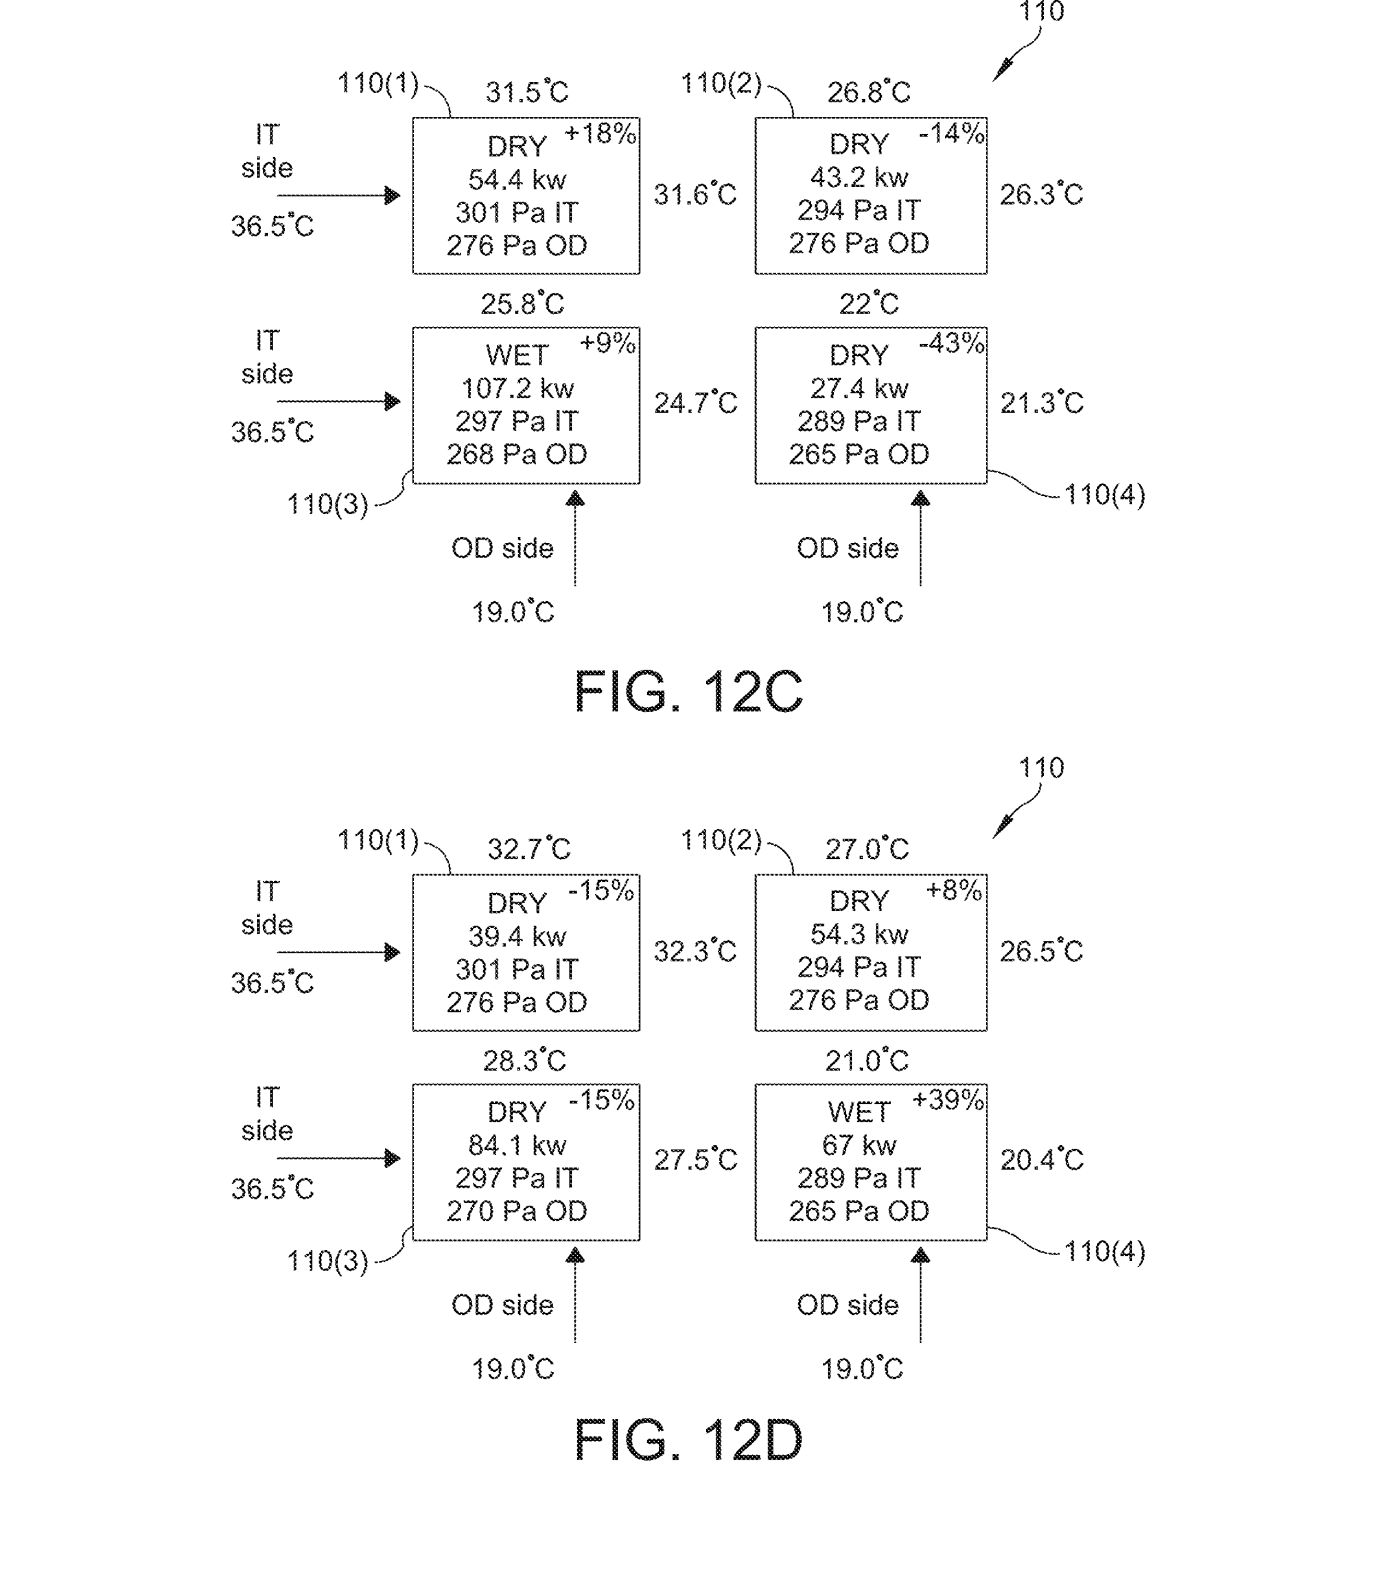 110
110(1)
31.5°C
110(2)
26.8°C
IT
side
36.5°C
+18%
DRY
54.4 kw
301 Pa IT
276 Pa OD
31.6°C
-14%
DRY
43.2 kw
294 Pa IT
276 Pa OD
26.3°C
25.8°C
22°C
IT
side
36.5°C
+9%
WET
107.2 kw
297 Pa IT
268 Pa OD
24.7°C
-43%
DRY
27.4 kw
289 Pa IT
265 Pa OD
21.3°C
110(3)
110(4)
OD side
19.0°C
OD side
19.0°C
FIG. 12C
110
110(1)
32.7°C
110(2)
27.0°C
IT
side
36.5°C
-15%
DRY
39.4 kw
301 Pa IT
276 Pa OD
32.3°C
+8%
DRY
54.3 kw
294 Pa IT
276 Pa OD
26.5°C
28.3°C
21.0°C
IT
side
36.5°C
-15%
DRY
84.1 kw
297 Pa IT
270 Pa OD
27.5°C
+39%
WET
67 kw
289 Pa IT
265 Pa OD
20.4°C
110(3)
110(4)
OD side
19.0°C
OD side
19.0°C
FIG. 12D